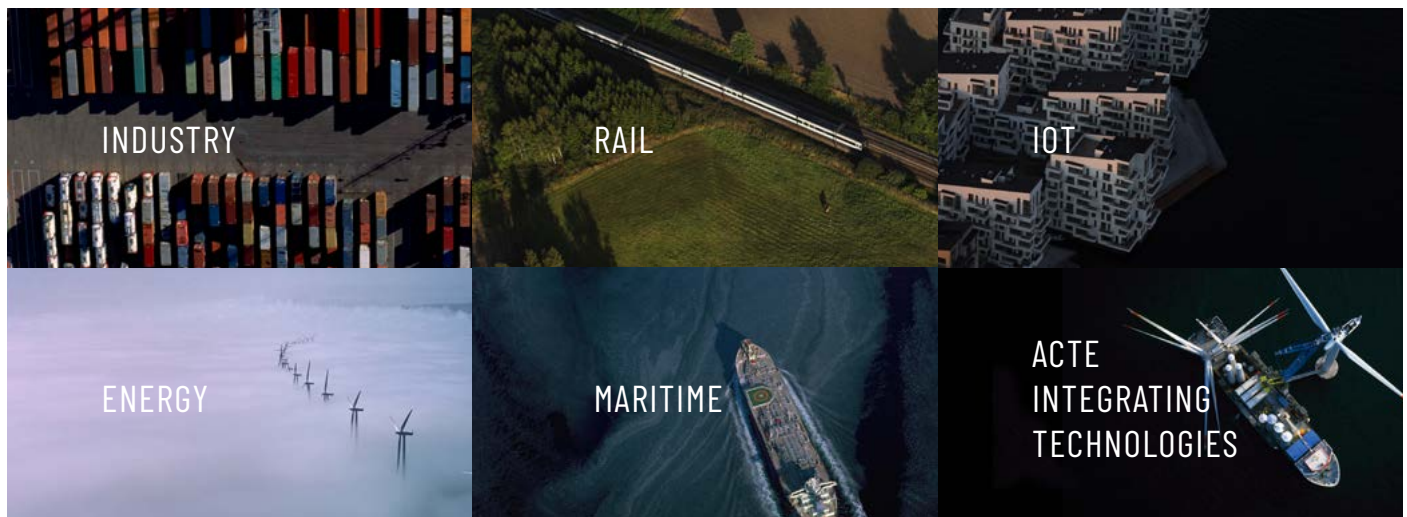 INDUSTRY
RAIL
IOT
ENERGY
MARITIME
ACTE
INTEGRATING
TECHNOLOGIES